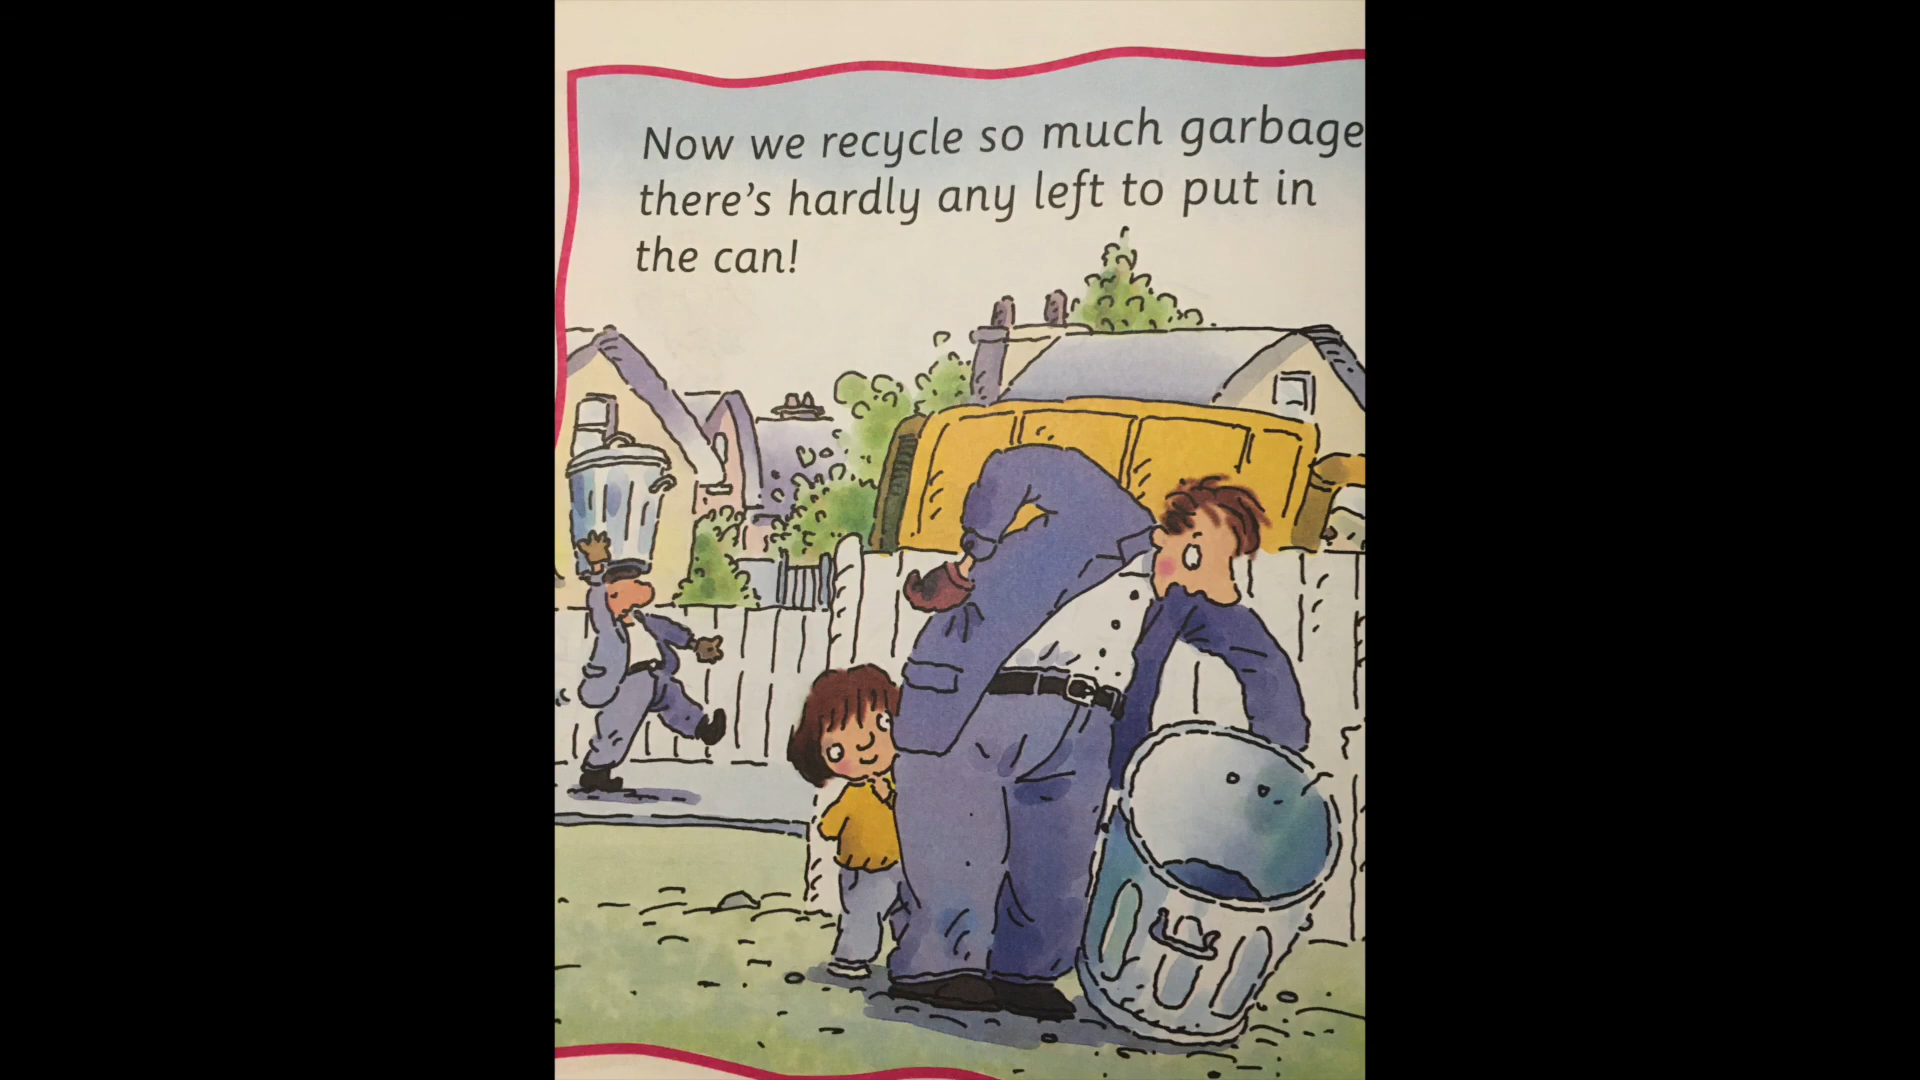 Now we recycle so much garbage
there's hardly any left to put in
the can!